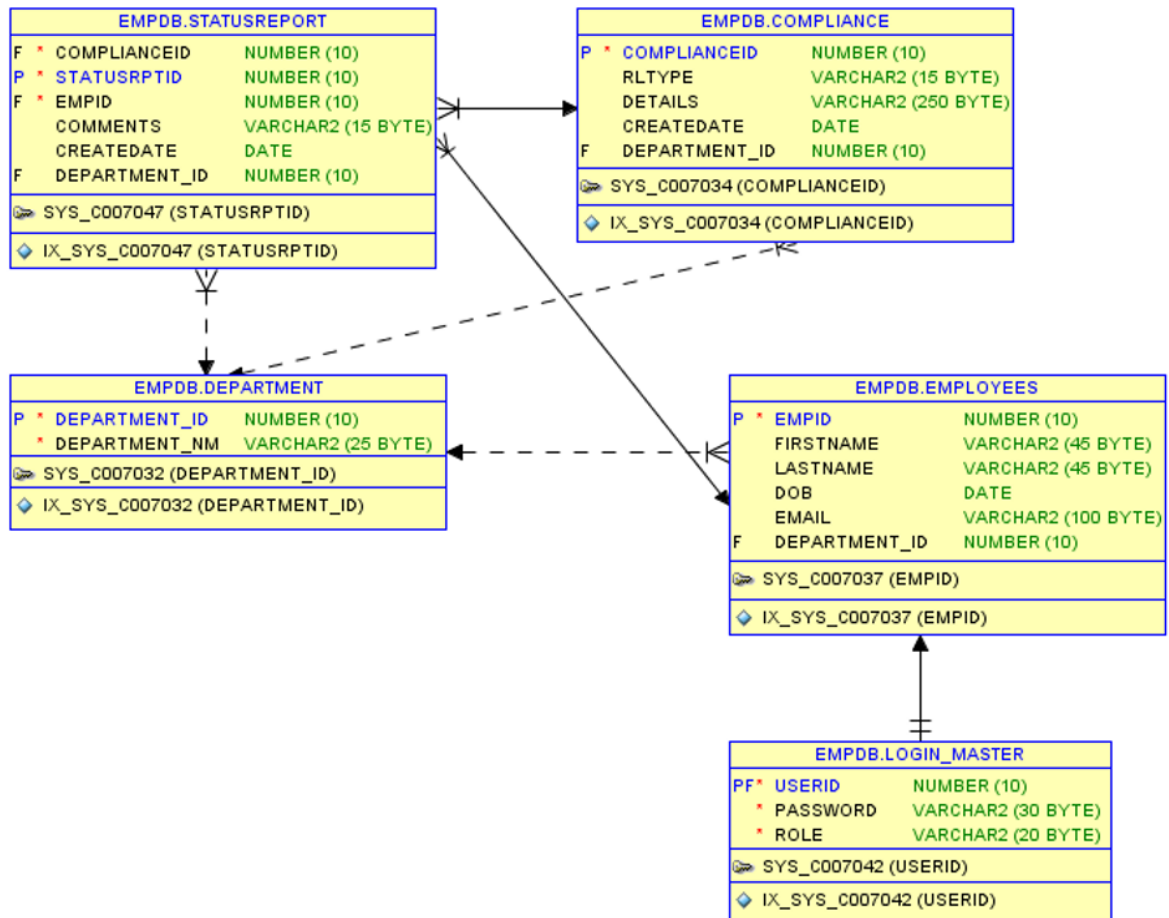 EMPDB.STATUSREPORT
F * COMPLIANCEID NUMBER (10)
P * STATUSRPTID NUMBER (10)
F * EMPID NUMBER (10)
COMMENTS VARCHAR2 (15 BYTE)
CREATEDATE DATE
F DEPARTMENT_ID NUMBER (10)
SYS_C007047 (STATUSRPTID)
IX_SYS_C007047 (STATUSRPTID)
EMPDB.COMPLIANCE
P * COMPLIANCEID NUMBER (10)
RLTYPE VARCHAR2 (15 BYTE)
DETAILS VARCHAR2 (250 BYTE)
CREATEDATE DATE
F DEPARTMENT_ID NUMBER (10)
SYS_C007034 (COMPLIANCEID)
IX_SYS_C007034 (COMPLIANCEID)
EMPDB.DEPARTMENT
P * DEPARTMENT_ID NUMBER (10)
* DEPARTMENT_NM VARCHAR2 (25 BYTE)
SYS_C007032 (DEPARTMENT_ID)
IX_SYS_C007032 (DEPARTMENT_ID)
EMPDB.EMPLOYEES
P * EMPID NUMBER (10)
FIRSTNAME VARCHAR2 (45 BYTE)
LASTNAME VARCHAR2 (45 BYTE)
DOB DATE
EMAIL VARCHAR2 (100 BYTE)
F DEPARTMENT_ID NUMBER (10)
SYS_C007037 (EMPID)
IX_SYS_C007037 (EMPID)
EMPDB.LOGIN_MASTER
PF* USERID NUMBER (10)
* PASSWORD VARCHAR2 (30 BYTE)
* ROLE VARCHAR2 (20 BYTE)
SYS_C007042 (USERID)
IX_SYS_C007042 (USERID)